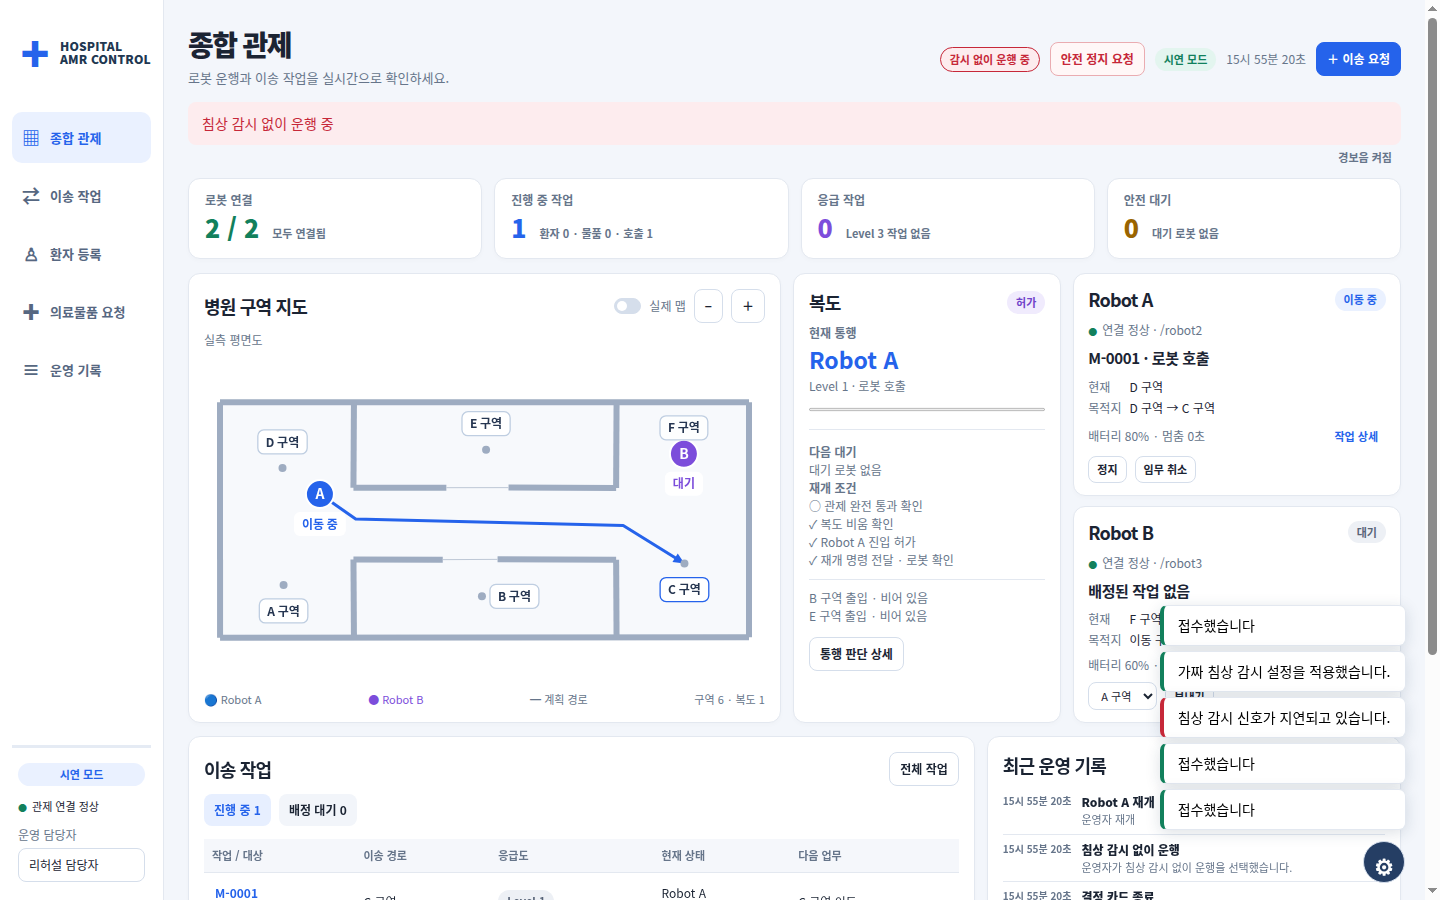 HOSPITAL
AMR CONTROL
종합 관제
이송 작업
환자 등록
의료물품 요청
운영 기록
시연 모드
관제 연결 정상
운영 담당자
리허설 담당자
종합 관제
로봇 운행과 이송 작업을 실시간으로 확인하세요.
감시 없이 운행 중
안전 정지 요청
시연 모드
15시 55분 20초
+ 이송 요청
침상 감시 없이 운행 중
경보음 켜짐
로봇 연결
2 / 2 모두 연결됨
진행 중 작업
1 환자 0 · 물품 0 · 호출 1
응급 작업
0 Level 3 작업 없음
안전 대기
0 대기 로봇 없음
병원 구역 지도
실제 맵
−
+
실측 평면도
D 구역
E 구역
F 구역
B
대기
A
이동 중
A 구역
B 구역
C 구역
Robot A
Robot B
계획 경로
구역 6 · 복도 1
복도
허가
현재 통행
Robot A
Level 1 · 로봇 호출
다음 대기
대기 로봇 없음
재개 조건
○ 관제 완전 통과 확인
✓ 복도 비움 확인
✓ Robot A 진입 허가
✓ 재개 명령 전달 · 로봇 확인
B 구역 출입 · 비어 있음
E 구역 출입 · 비어 있음
통행 판단 상세
Robot A
이동 중
연결 정상 · /robot2
M-0001 · 로봇 호출
현재 D 구역
목적지 D 구역 → C 구역
배터리 80% · 멈춤 0초
작업 상세
정지
임무 취소
Robot B
대기
연결 정상 · /robot3
배정된 작업 없음
현재 F 구역
목적지 이동
배터리 60% ·
A 구역
접수했습니다
가짜 침상 감시 설정을 적용했습니다.
침상 감시 신호가 지연되고 있습니다.
접수했습니다
접수했습니다
이송 작업
전체 작업
진행 중 1
배정 대기 0
작업 / 대상
이송 경로
응급도
현재 상태
다음 업무
M-0001
Robot A
최근 운영 기록
15시 55분 20초 Robot A 재개
운영자 재개
15시 55분 20초 침상 감시 없이 운행
운영자가 침상 감시 없이 운행을 선택했습니다.
15시 55분 20초 결정 카드 종료